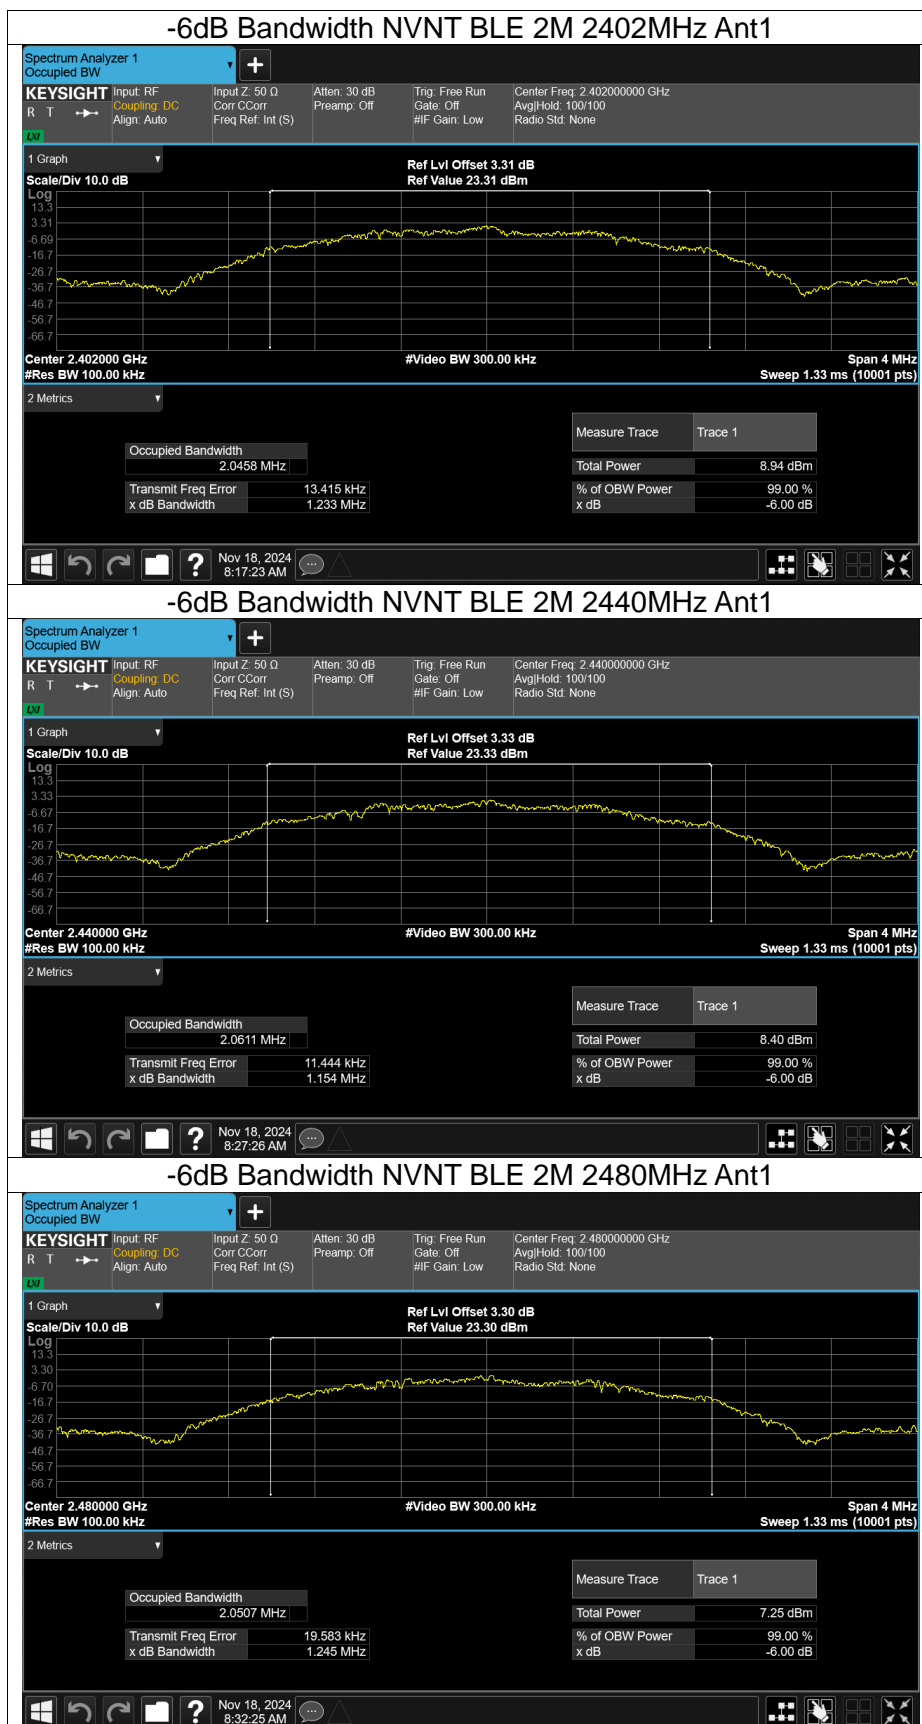 -6dB Bandwidth NVNT BLE 2M 2402MHz Ant1
Spectrum Analyzer 1
Occupied BW
KEYSIGHT
R T
LXI
Input: RF
Coupling: DC
Align: Auto
Input Z: 50 Ω
Corr CCorr
Freq Ref: Int (S)
Atten: 30 dB
Preamp: Off
Trig: Free Run
Gate: Off
#IF Gain: Low
Center Freq: 2.402000000 GHz
Avg|Hold: 100/100
Radio Std: None
1 Graph
Scale/Div 10.0 dB
Ref Lvl Offset 3.31 dB
Ref Value 23.31 dBm
Log
13.3
3.31
-6.69
-16.7
-26.7
-36.7
-46.7
-56.7
-66.7
Center 2.402000 GHz
#Video BW 300.00 kHz
Span 4 MHz
#Res BW 100.00 kHz
Sweep 1.33 ms (10001 pts)
2 Metrics
Measure Trace Trace 1
Occupied Bandwidth
2.0458 MHz
Total Power 8.94 dBm
Transmit Freq Error 13.415 kHz
% of OBW Power 99.00 %
x dB Bandwidth 1.233 MHz
x dB -6.00 dB
?
Nov 18, 2024
8:17:23 AM
-6dB Bandwidth NVNT BLE 2M 2440MHz Ant1
Spectrum Analyzer 1
Occupied BW
KEYSIGHT
R T
LXI
Input: RF
Coupling: DC
Align: Auto
Input Z: 50 Ω
Corr CCorr
Freq Ref: Int (S)
Atten: 30 dB
Preamp: Off
Trig: Free Run
Gate: Off
#IF Gain: Low
Center Freq: 2.440000000 GHz
Avg|Hold: 100/100
Radio Std: None
1 Graph
Scale/Div 10.0 dB
Ref Lvl Offset 3.33 dB
Ref Value 23.33 dBm
Log
13.3
3.33
-6.67
-16.7
-26.7
-36.7
-46.7
-56.7
-66.7
Center 2.440000 GHz
#Video BW 300.00 kHz
Span 4 MHz
#Res BW 100.00 kHz
Sweep 1.33 ms (10001 pts)
2 Metrics
Measure Trace Trace 1
Occupied Bandwidth
2.0611 MHz
Total Power 8.40 dBm
Transmit Freq Error 11.444 kHz
% of OBW Power 99.00 %
x dB Bandwidth 1.154 MHz
x dB -6.00 dB
?
Nov 18, 2024
8:27:26 AM
-6dB Bandwidth NVNT BLE 2M 2480MHz Ant1
Spectrum Analyzer 1
Occupied BW
KEYSIGHT
R T
LXI
Input: RF
Coupling: DC
Align: Auto
Input Z: 50 Ω
Corr CCorr
Freq Ref: Int (S)
Atten: 30 dB
Preamp: Off
Trig: Free Run
Gate: Off
#IF Gain: Low
Center Freq: 2.480000000 GHz
Avg|Hold: 100/100
Radio Std: None
1 Graph
Scale/Div 10.0 dB
Ref Lvl Offset 3.30 dB
Ref Value 23.30 dBm
Log
13.3
3.30
-6.70
-16.7
-26.7
-36.7
-46.7
-56.7
-66.7
Center 2.480000 GHz
#Video BW 300.00 kHz
Span 4 MHz
#Res BW 100.00 kHz
Sweep 1.33 ms (10001 pts)
2 Metrics
Measure Trace Trace 1
Occupied Bandwidth
2.0507 MHz
Total Power 7.25 dBm
Transmit Freq Error 19.583 kHz
% of OBW Power 99.00 %
x dB Bandwidth 1.245 MHz
x dB -6.00 dB
?
Nov 18, 2024
8:32:25 AM